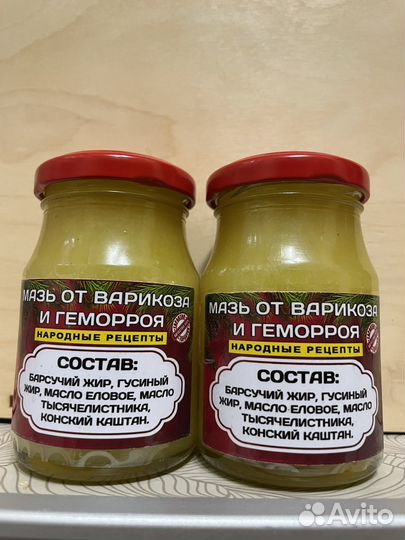 МАЗЬ ОТ ВАРИКОЗА
И ГЕМОРРОЯ
НАРОДНЫЕ РЕЦЕПТЫ
СОСТАВ:
БАРСУЧИЙ ЖИР, ГУСИНЫЙ
ЖИР, МАСЛО ЕЛОВОЕ, МАСЛО
ТЫСЯЧЕЛИСТНИКА,
КОНСКИЙ КАШТАН.
МАЗЬ ОТ ВАРИКОЗА
И ГЕМОРРОЯ
НАРОДНЫЕ РЕЦЕПТЫ
СОСТАВ:
БАРСУЧИЙ ЖИР, ГУСИНЫЙ
ЖИР, МАСЛО ЕЛОВОЕ, МАСЛО
ТЫСЯЧЕЛИСТНИКА,
КОНСКИЙ КАШТАН.
Avito